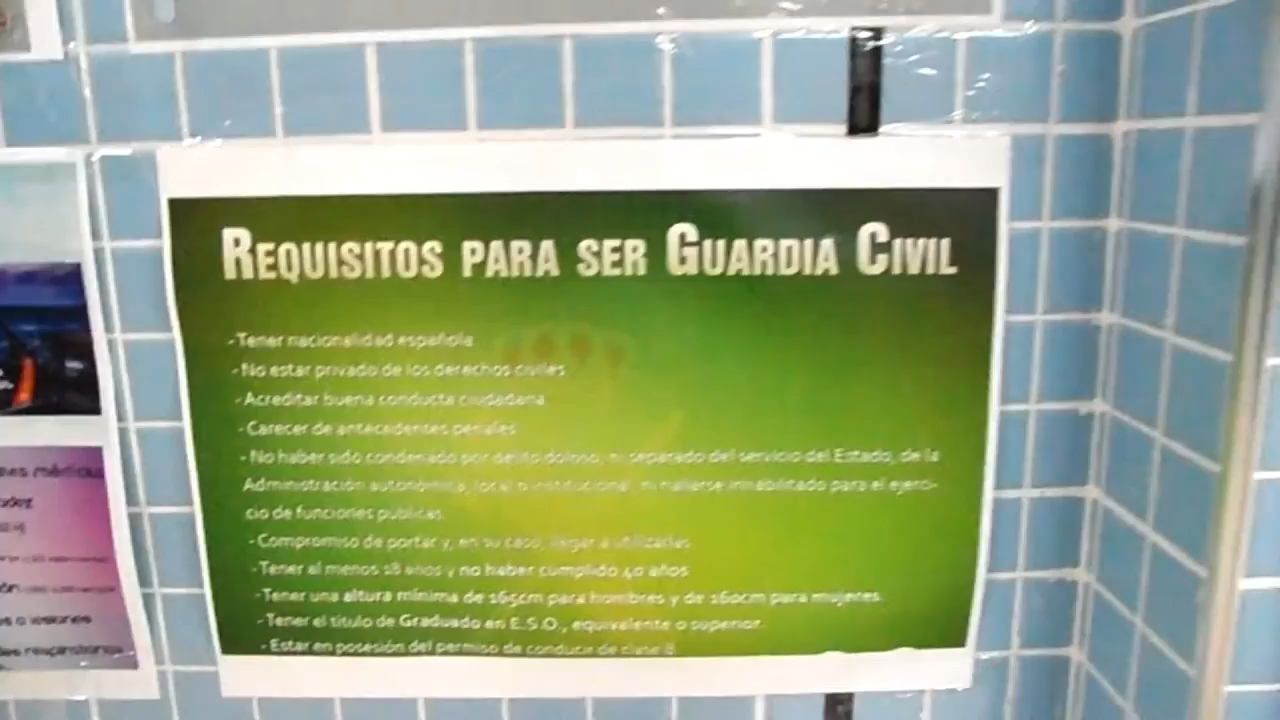 REQUISITOS PARA SER GUARDIA CIVIL
- Tener nacionalidad española
- No estar privado de los derechos civiles
- Acreditar buena conducta ciudadana
- Carecer de antecedentes penales
- No haber sido condenado por delito doloso, ni separado del servicio del Estado, de la
Administración autonómica, local o institucional, ni hallarse inhabilitado para el ejerci-
cio de funciones públicas.
- Compromiso de portar y, en su caso, llegar a utilizarlas
- Tener al menos 18 años y no haber cumplido 40 años
- Tener una altura mínima de 165cm para hombres y de 160cm para mujeres.
- Tener el título de Graduado en E.S.O., equivalente o superior.
- Estar en posesión del permiso de conducir de clase B
o lesiones